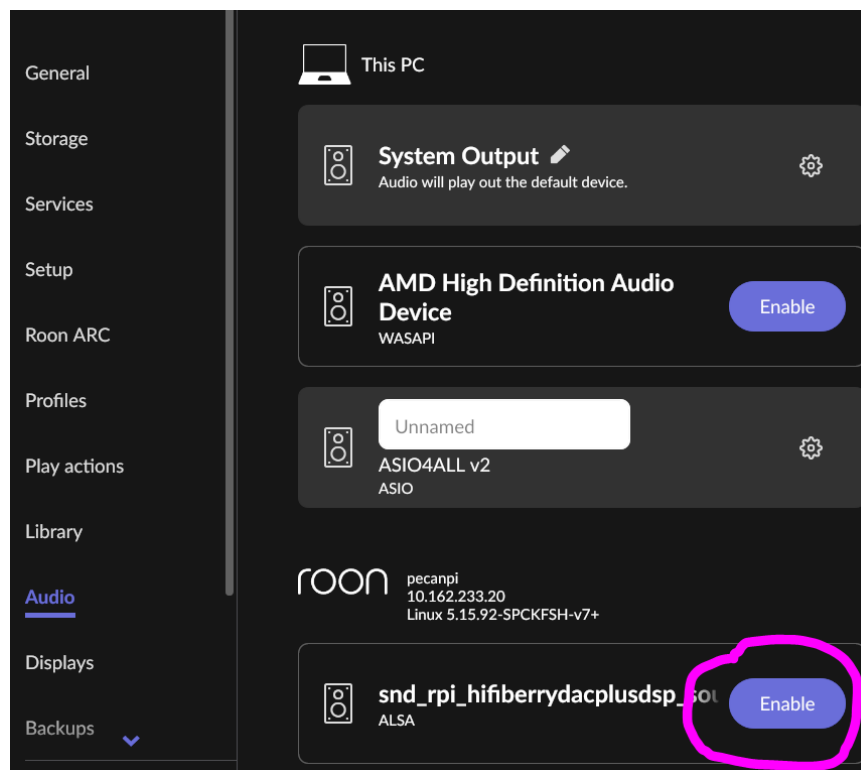 General
Storage
Services
Setup
Roon ARC
Profiles
Play actions
Library
Audio
Displays
Backups
This PC
System Output
Audio will play out the default device.
AMD High Definition Audio
Device
WASAPI
Enable
Unnamed
ASIO4ALL v2
ASIO
roon
pecanpi
10.162.233.20
Linux 5.15.92-SPCKFSH-v7+
snd_rpi_hifiberrydacplusdsp_sou
ALSA
Enable